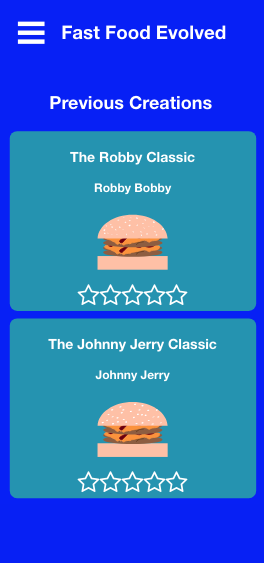 Fast Food Evolved
Previous Creations
The Robby Classic
Robby Bobby
The Johnny Jerry Classic
Johnny Jerry